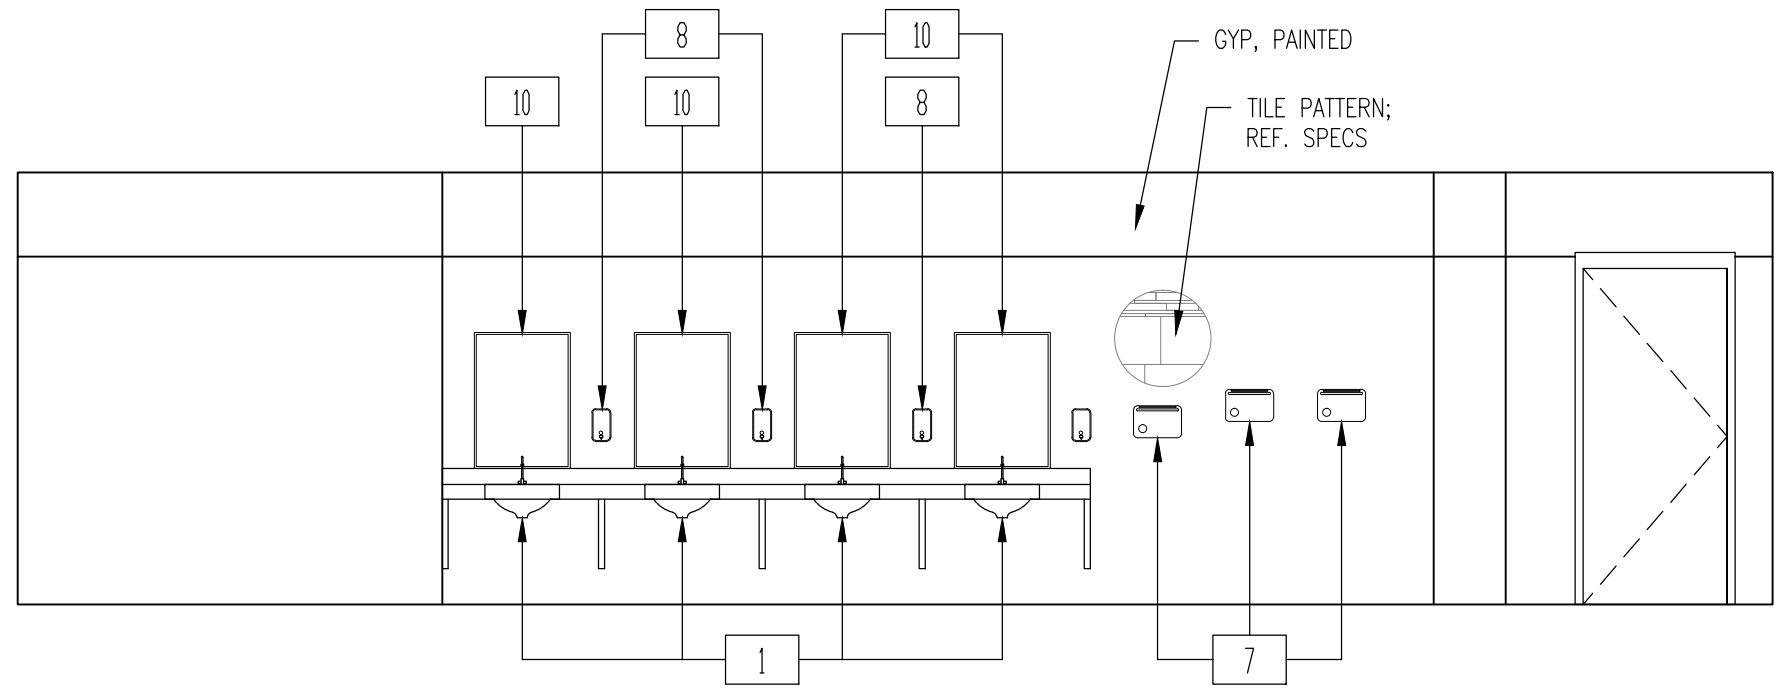 8
10
GYP, PAINTED
10
10
8
TILE PATTERN;
REF. SPECS
1
7